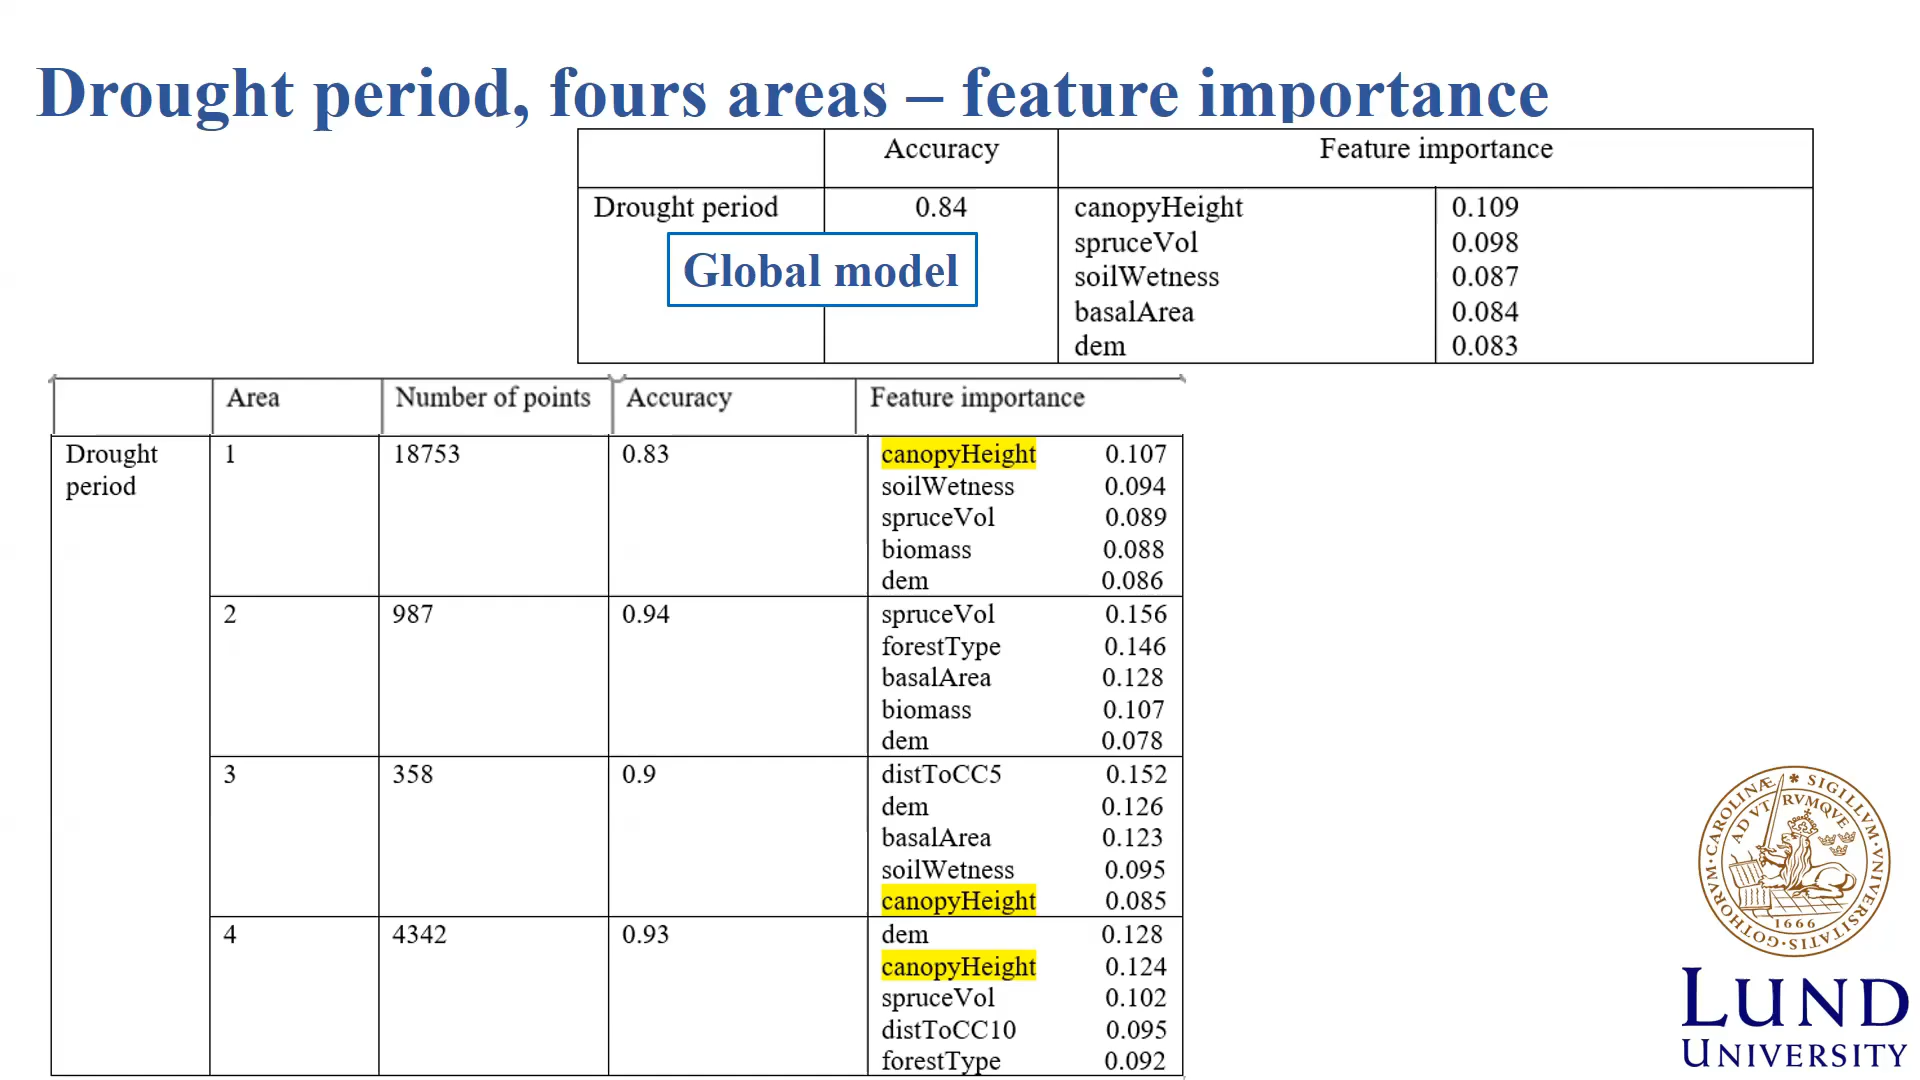 Drought period, fours areas – feature importance
Accuracy Feature importance
Drought period 0.84 canopyHeight 0.109
spruceVol 0.098
Global model
soilWetness 0.087
basalArea 0.084
dem 0.083
Area Number of points Accuracy Feature importance
Drought period 1 18753 0.83 canopyHeight 0.107
soilWetness 0.094
spruceVol 0.089
biomass 0.088
dem 0.086
2 987 0.94 spruceVol 0.156
forestType 0.146
basalArea 0.128
biomass 0.107
dem 0.078
3 358 0.9 distToCC5 0.152
dem 0.126
basalArea 0.123
soilWetness 0.095
canopyHeight 0.085
4 4342 0.93 dem 0.128
canopyHeight 0.124
spruceVol 0.102
distToCC10 0.095
forestType 0.092
SIGILLVM·VNIVERSITATIS·GOTHORVM·CAROLINÆ
AD VTRVMQVE
1666
LUND
UNIVERSITY